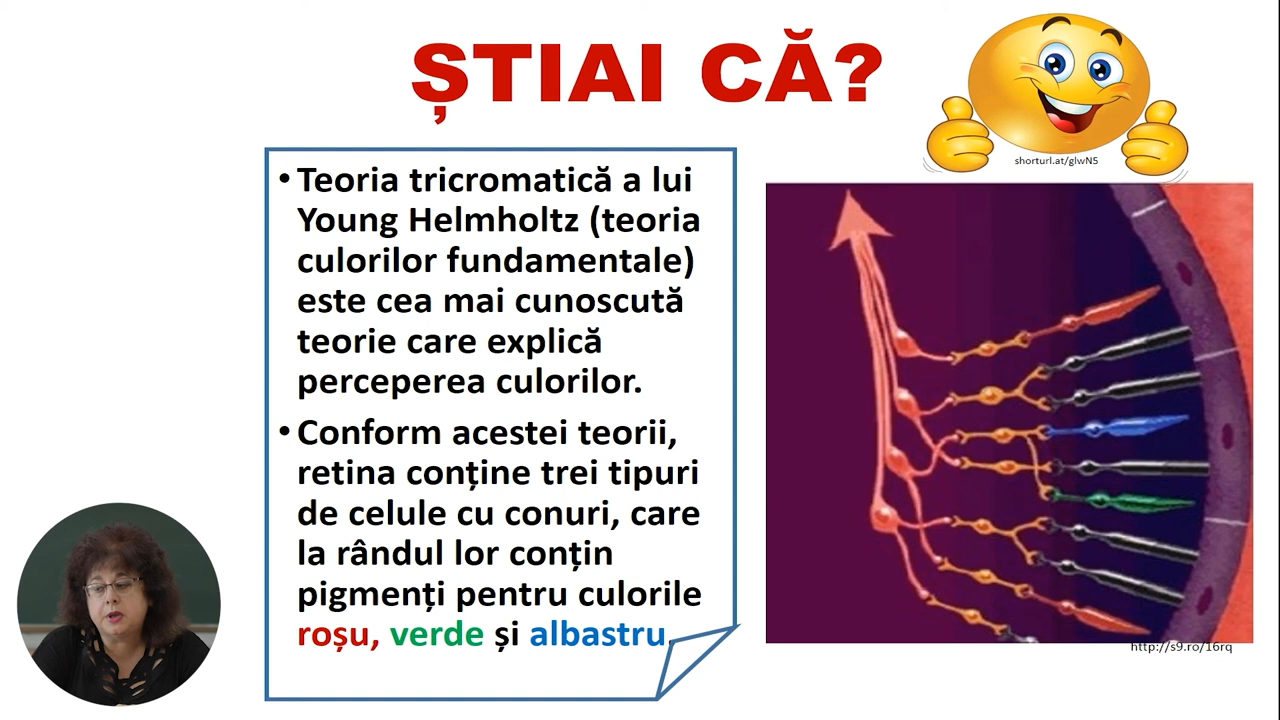 ȘTIAI CĂ?
shorturl.at/glwN5
• Teoria tricromatică a lui
Young Helmholtz (teoria
culorilor fundamentale)
este cea mai cunoscută
teorie care explică
perceperea culorilor.
• Conform acestei teorii,
retina conține trei tipuri
de celule cu conuri, care
la rândul lor conțin
pigmenți pentru culorile
roșu, verde și albastru.
http://s9.ro/16rq